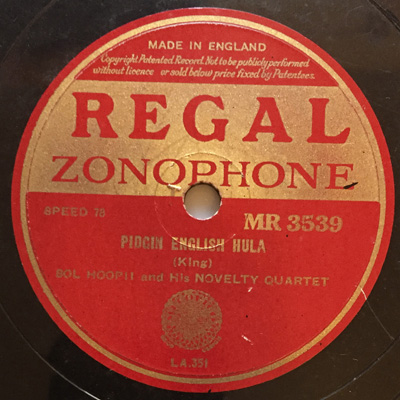 MADE IN ENGLAND
Copyright Patented Record. Not to be publicly performed
without licence or sold below price fixed by Patentees.
REGAL
ZONOPHONE
SPEED 78
MR 3539
PIDGIN ENGLISH HULA
(King)
SOL HOOPII and His NOVELTY QUARTET
LA.351